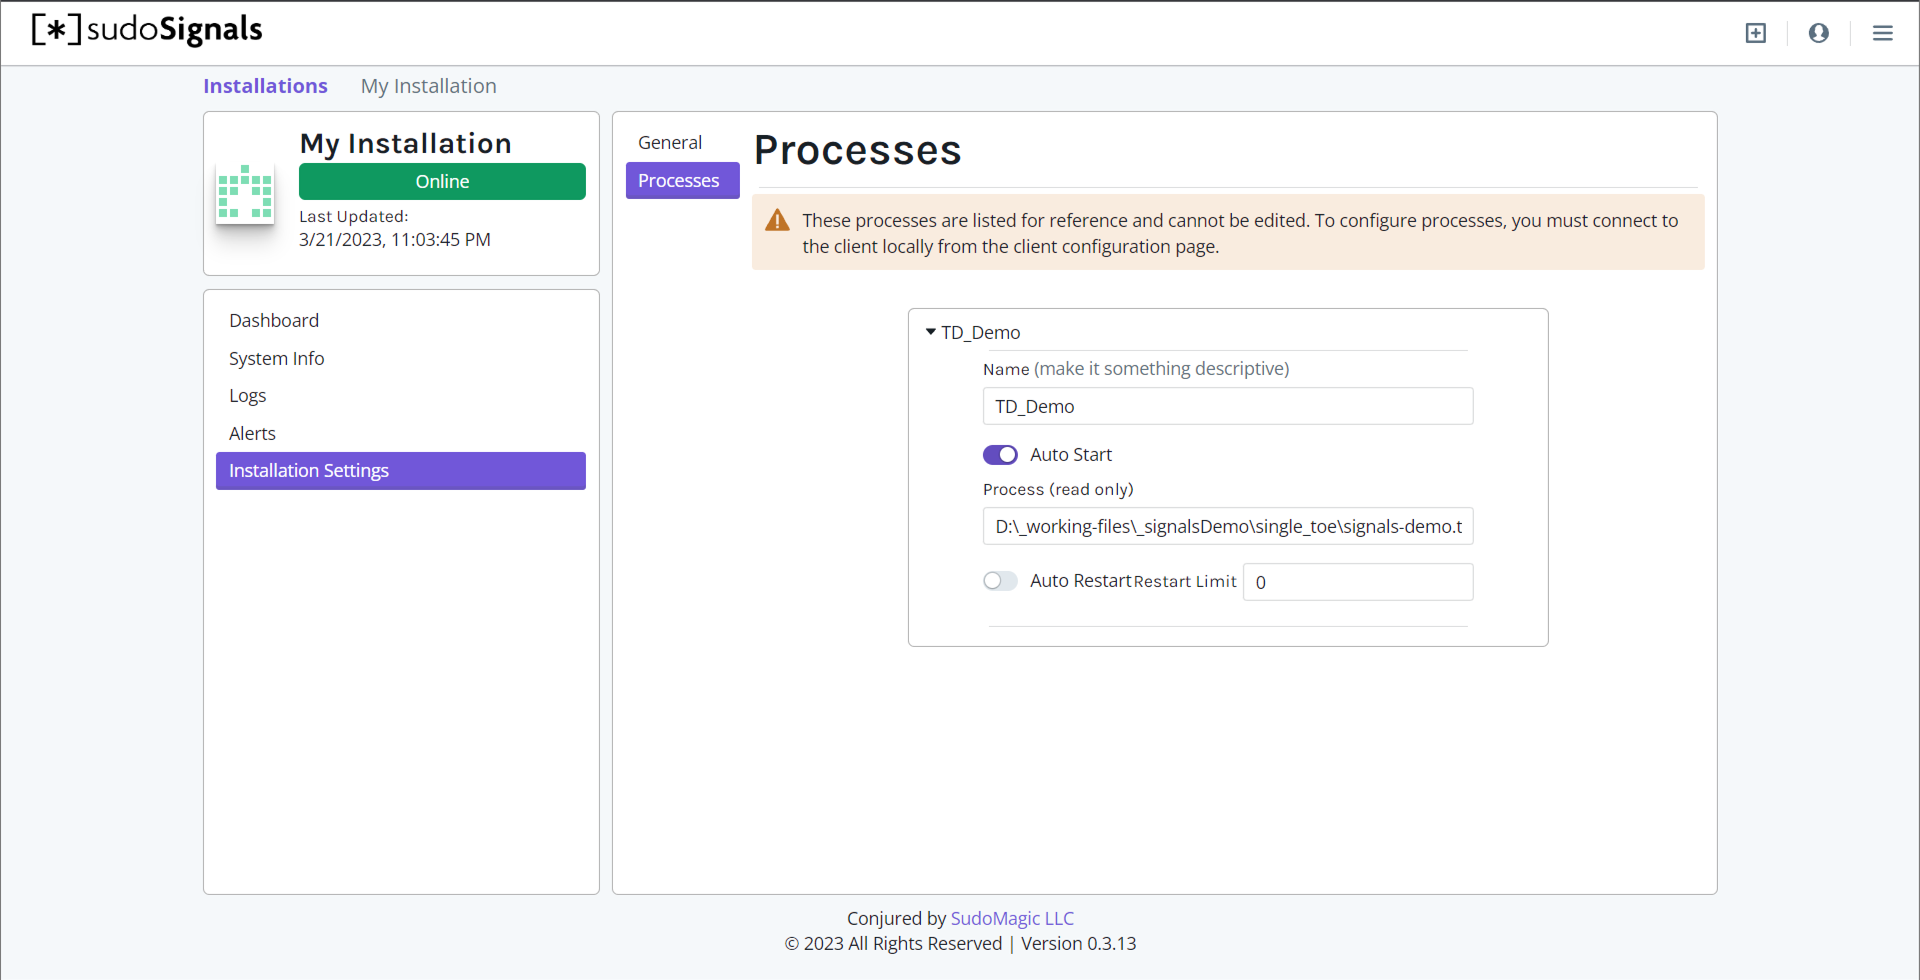 [*] sudoSignals
Installations My Installation
My Installation
Online
Last Updated:
3/21/2023, 11:03:45 PM
Dashboard
System Info
Logs
Alerts
Installation Settings
General
Processes
Processes
These processes are listed for reference and cannot be edited. To configure processes, you must connect to
the client locally from the client configuration page.
TD_Demo
Name (make it something descriptive)
TD_Demo
Auto Start
Process (read only)
D:\_working-files\_signalsDemo\single_toe\signals-demo.t
Auto Restart Restart Limit 0
Conjured by SudoMagic LLC
© 2023 All Rights Reserved | Version 0.3.13